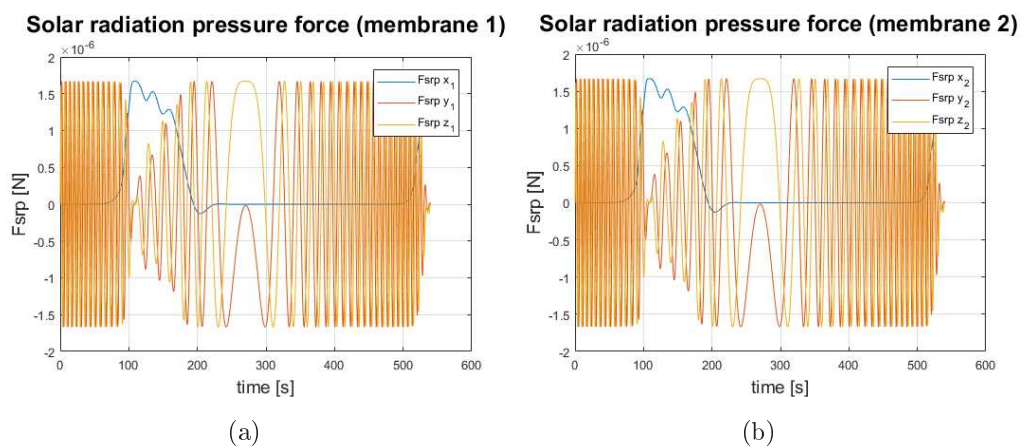 Solar radiation pressure force (membrane 1)
×10⁻⁶
2
1.5
1
0.5
0
-0.5
-1
-1.5
-2
Fsrp [N]
Fsrp x₁
Fsrp y₁
Fsrp z₁
0 100 200 300 400 500 600
time [s]
(a)
Solar radiation pressure force (membrane 2)
×10⁻⁶
2
1.5
1
0.5
0
-0.5
-1
-1.5
-2
Fsrp [N]
Fsrp x₂
Fsrp y₂
Fsrp z₂
0 100 200 300 400 500 600
time [s]
(b)